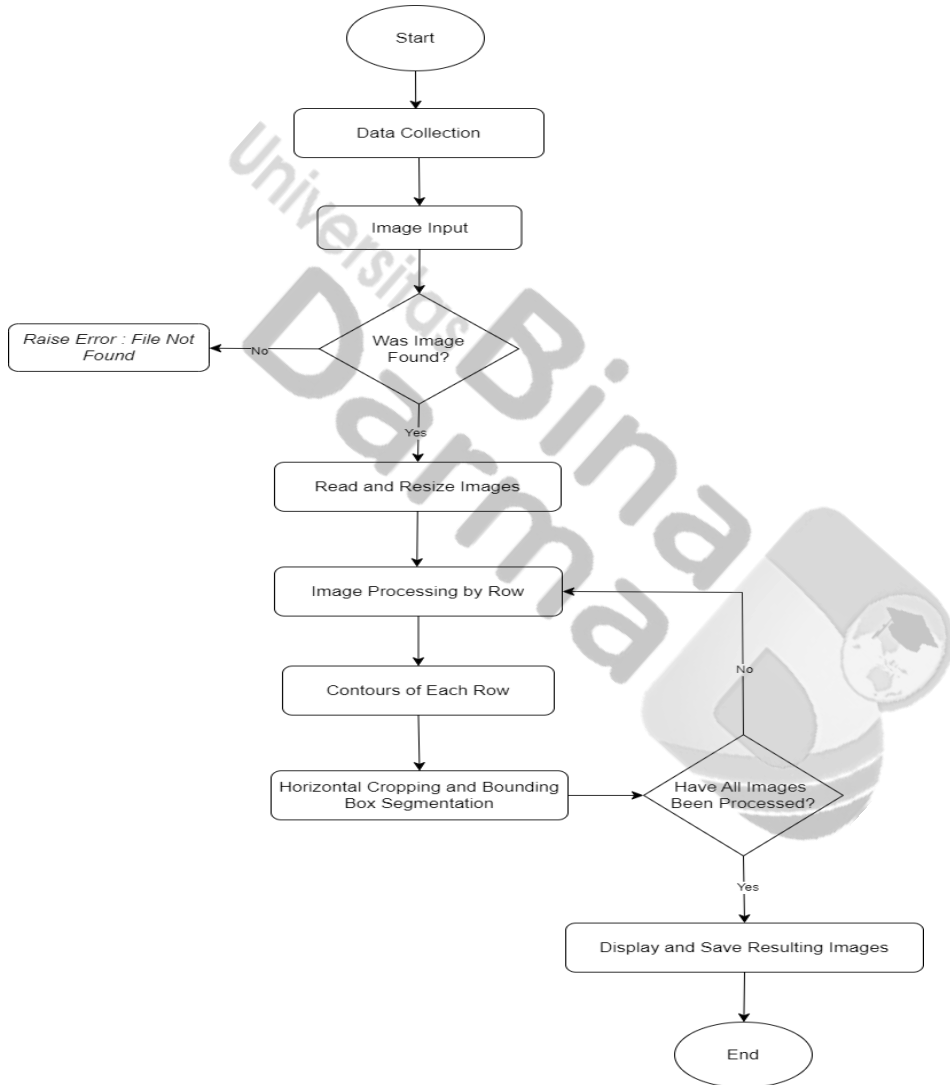 Start
Data Collection
Image Input
Was Image
Found?
No
Raise Error : File Not
Found
Yes
Read and Resize Images
Image Processing by Row
Contours of Each Row
Horizontal Cropping and Bounding
Box Segmentation
Have All Images
Been Processed?
No
Yes
Display and Save Resulting Images
End
Universitas
Bina
Darma